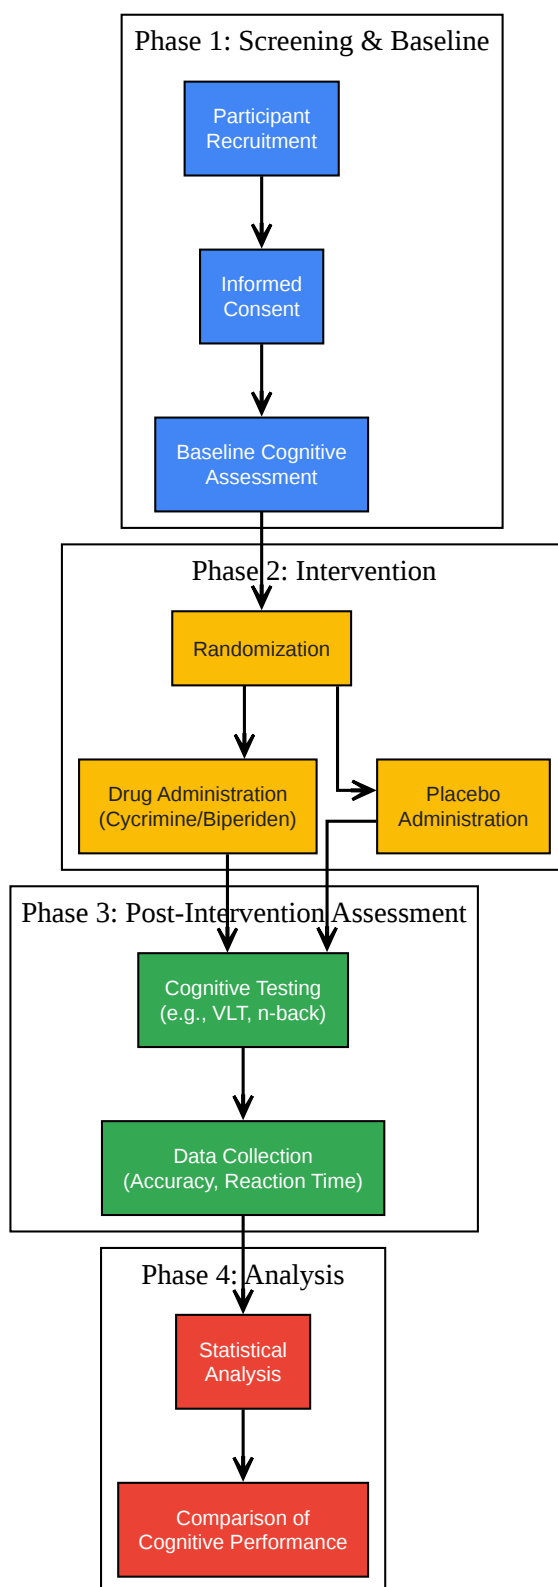 Phase 1: Screening & Baseline
Participant
Recruitment
Informed
Consent
Baseline Cognitive
Assessment
Phase 2: Intervention
Randomization
Drug Administration
(Cycrimine/Biperiden)
Placebo
Administration
Phase 3: Post-Intervention Assessment
Cognitive Testing
(e.g., VLT, n-back)
Data Collection
(Accuracy, Reaction Time)
Phase 4: Analysis
Statistical
Analysis
Comparison of
Cognitive Performance